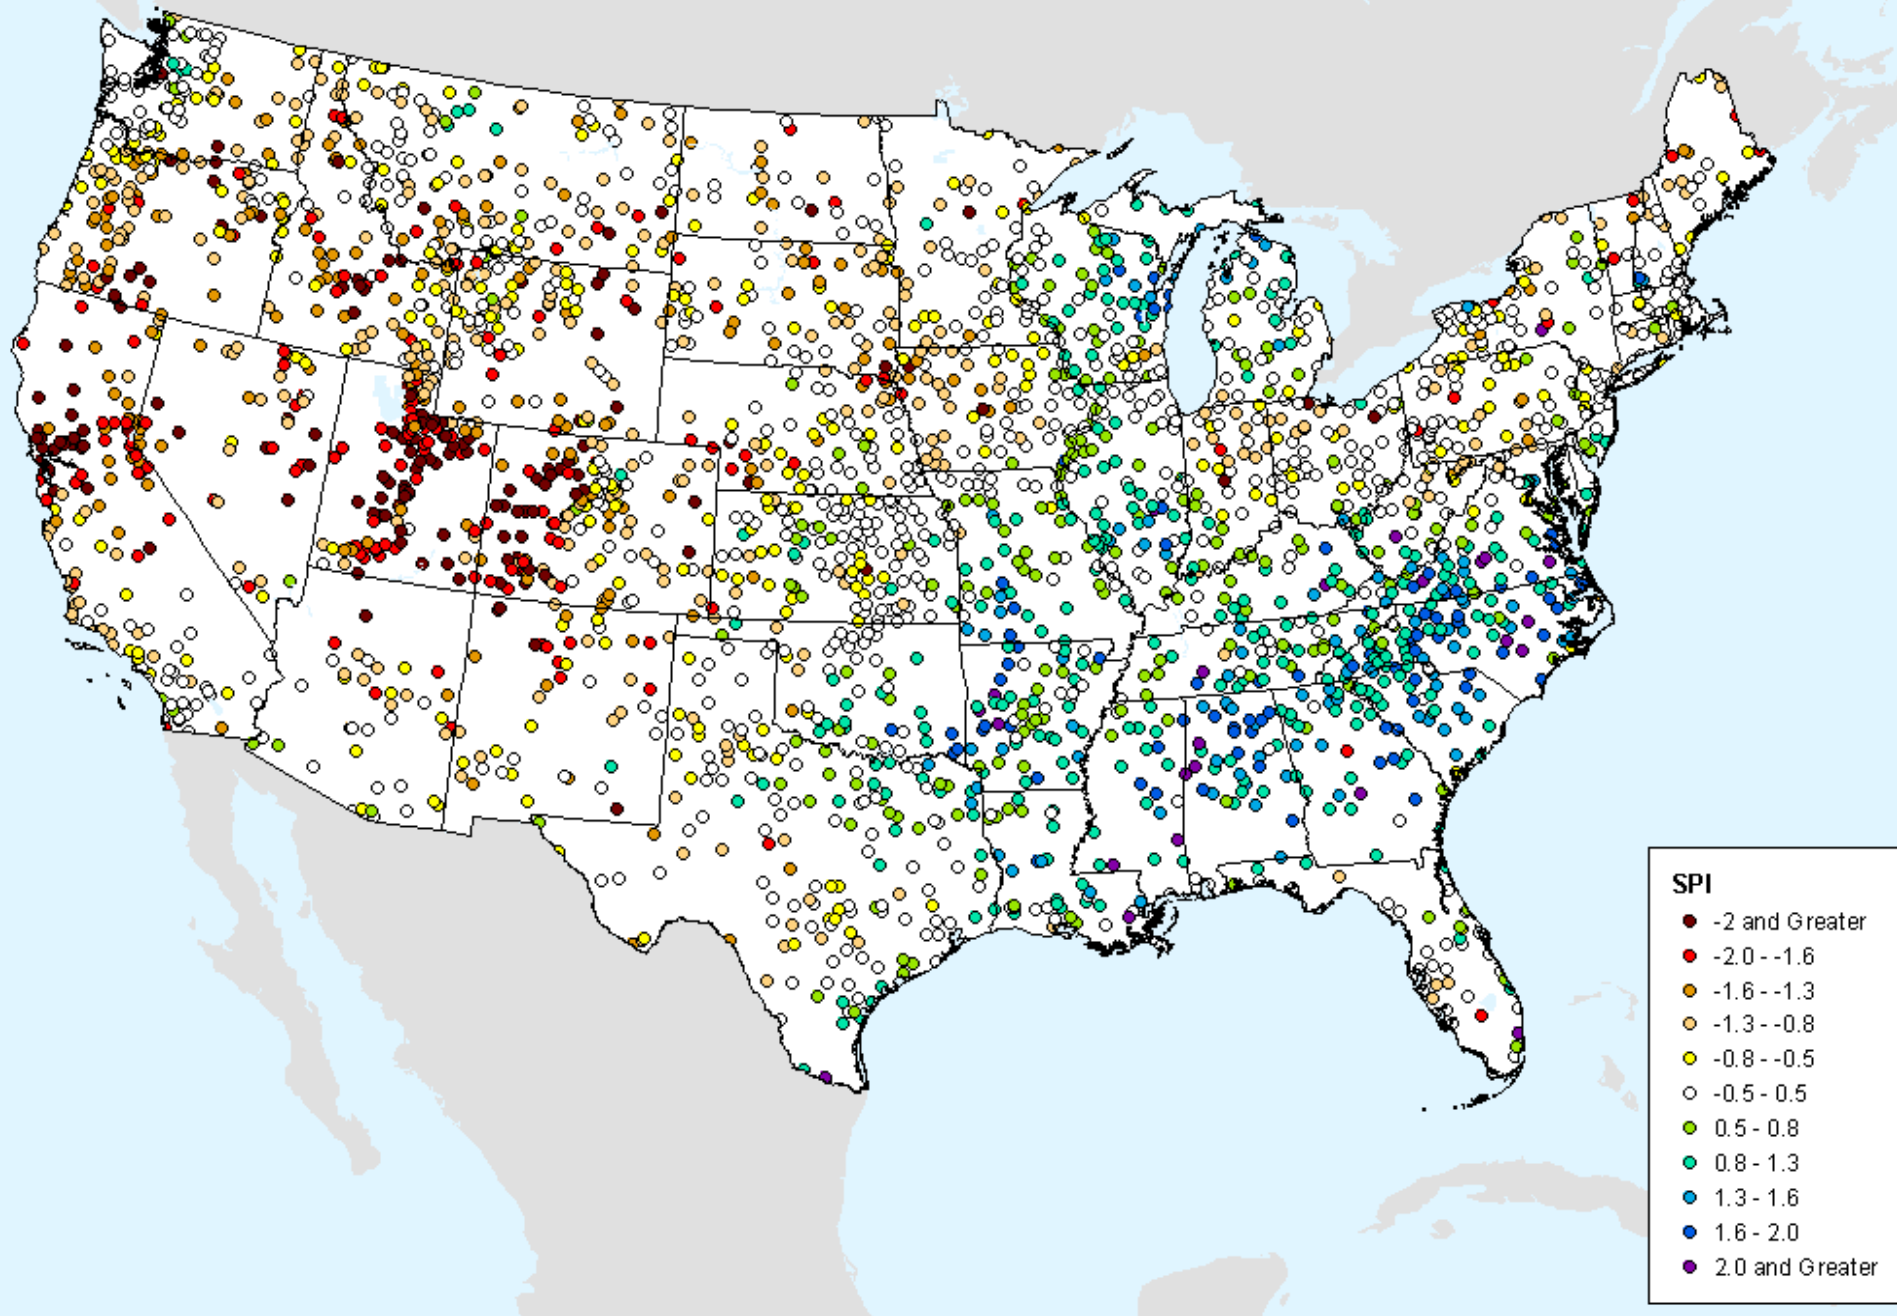 SPI
-2 and Greater
-2.0 - -1.6
-1.6 - -1.3
-1.3 - -0.8
-0.8 - -0.5
-0.5 - 0.5
0.5 - 0.8
0.8 - 1.3
1.3 - 1.6
1.6 - 2.0
2.0 and Greater